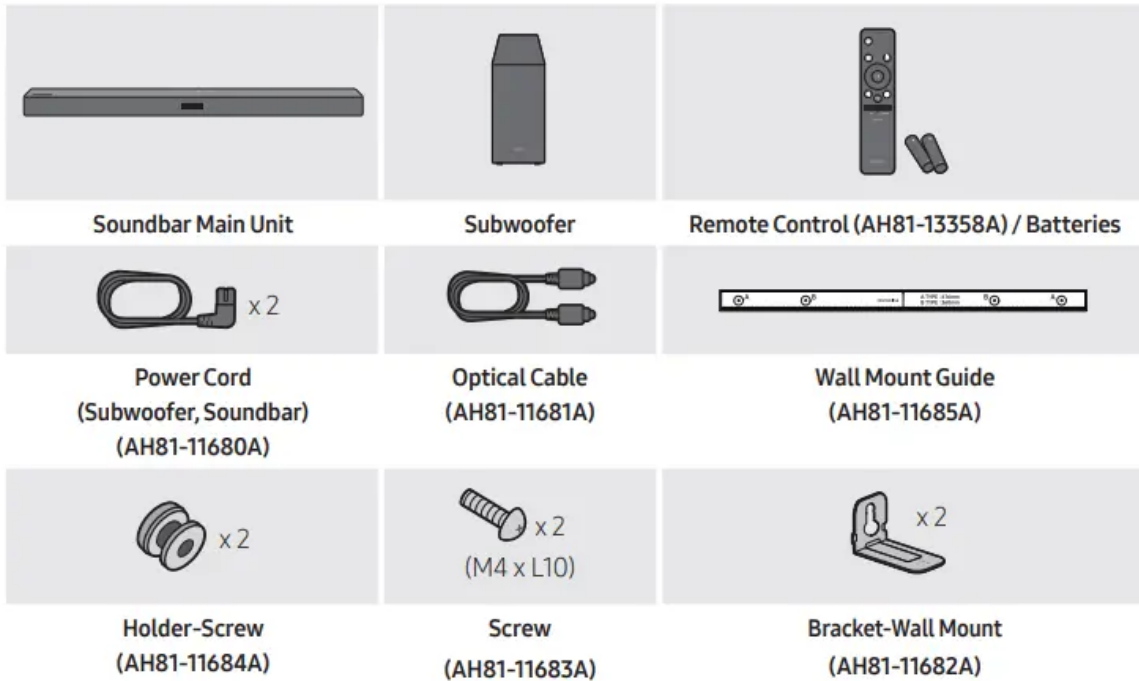 Soundbar Main Unit
Subwoofer
Remote Control (AH81-13358A) / Batteries
x 2
A B
B A
Power Cord
(Subwoofer, Soundbar)
(AH81-11680A)
Optical Cable
(AH81-11681A)
Wall Mount Guide
(AH81-11685A)
x 2
x 2
(M4 x L10)
x 2
Holder-Screw
(AH81-11684A)
Screw
(AH81-11683A)
Bracket-Wall Mount
(AH81-11682A)